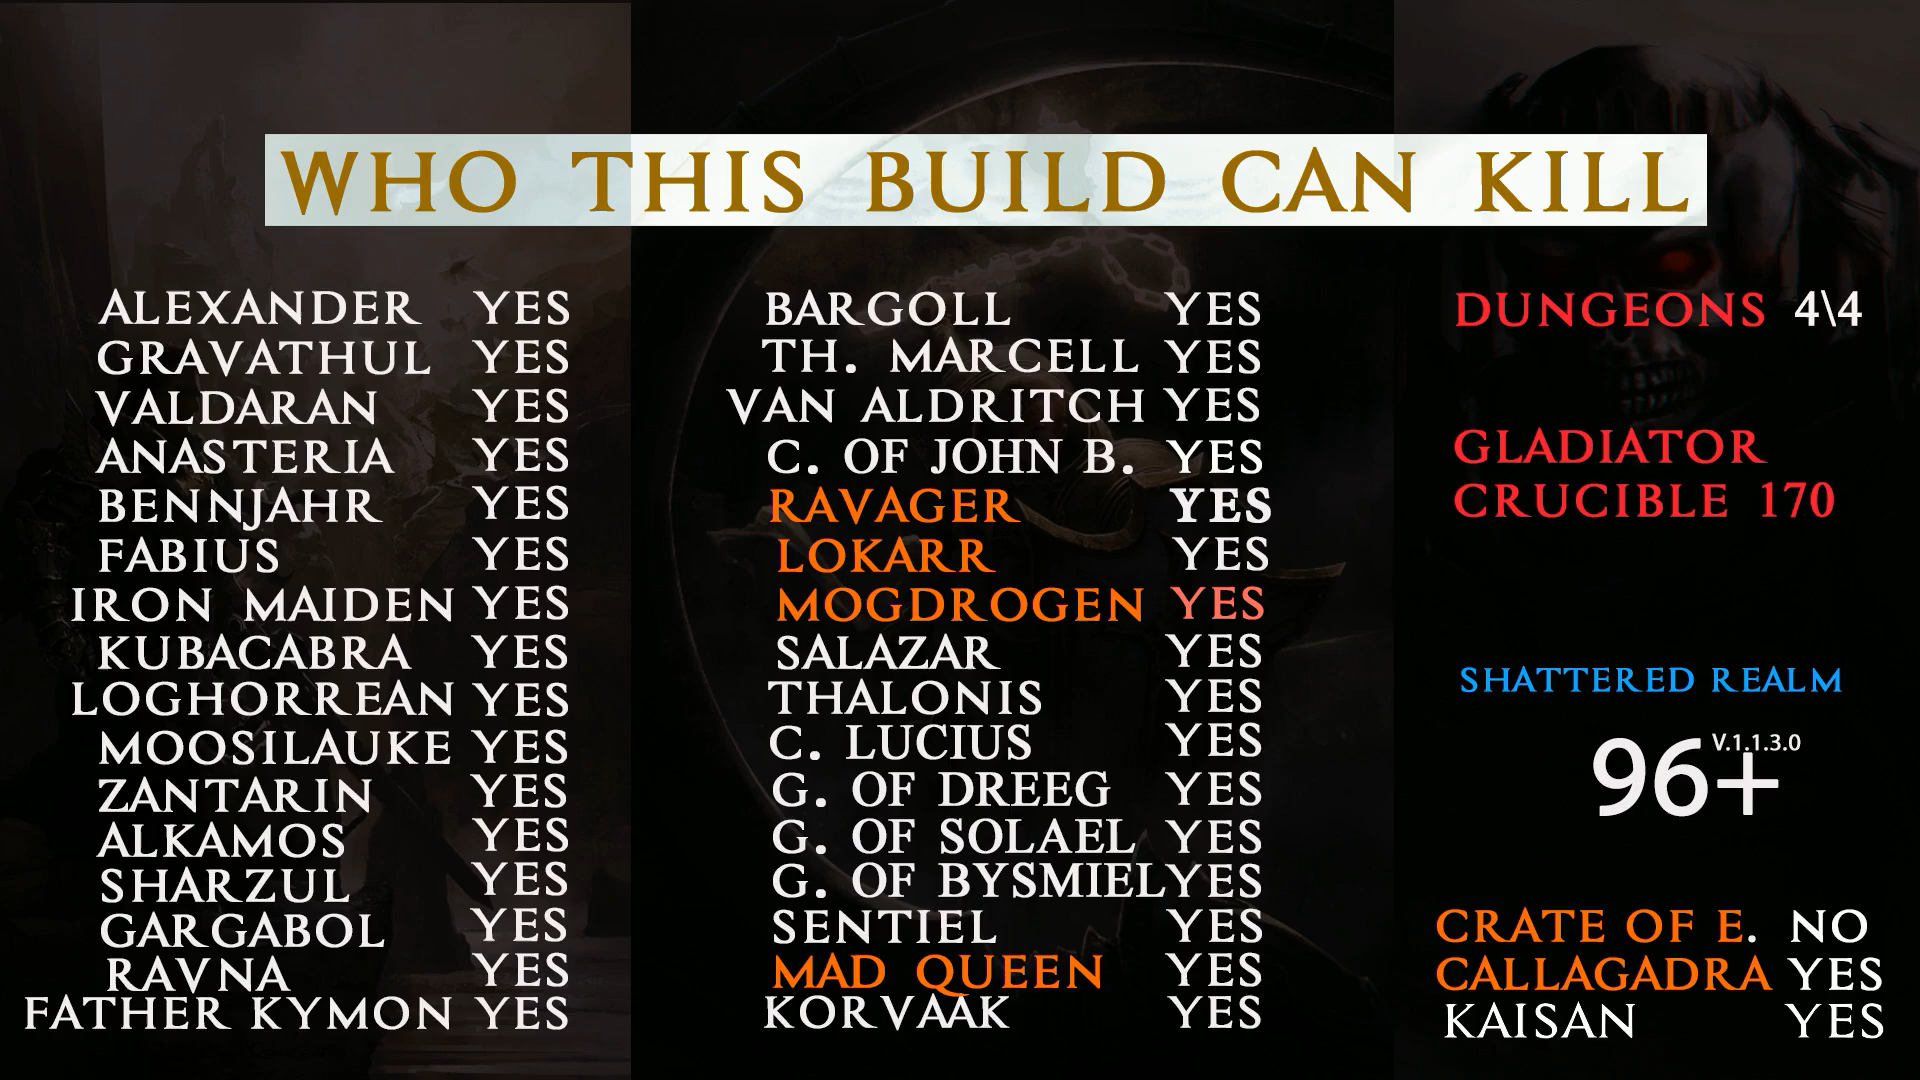 WHO THIS BUILD CAN KILL
ALEXANDER YES
GRAVATHUL YES
VALDARAN YES
ANASTERIA YES
BENNJAHR YES
FABIUS YES
IRON MAIDEN YES
KUBACABRA YES
LOGHORREAN YES
MOOSILAUKE YES
ZANTARIN YES
ALKAMOS YES
SHARZUL YES
GARGABOL YES
RAVNA YES
FATHER KYMON YES
BARGOLL YES
TH. MARCELL YES
VAN ALDRITCH YES
C. OF JOHN B. YES
RAVAGER YES
LOKARR YES
MOGDROGEN YES
SALAZAR YES
THALONIS YES
C. LUCIUS YES
G. OF DREEG YES
G. OF SOLAEL YES
G. OF BYSMIEL YES
SENTIEL YES
MAD QUEEN YES
KORVAAK YES
DUNGEONS 4\4
GLADIATOR
CRUCIBLE 170
SHATTERED REALM
V.1.1.3.0
96+
CRATE OF E. NO
CALLAGADRA YES
KAISAN YES